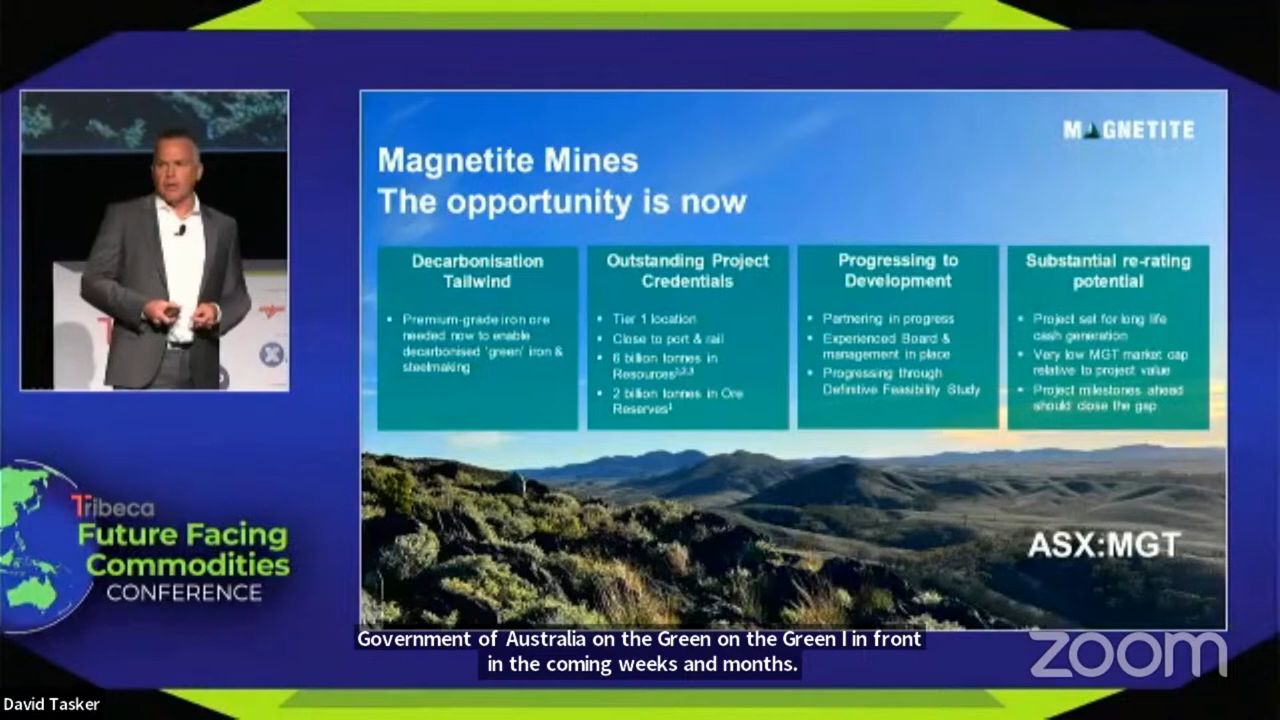 MAGNETITE
Magnetite Mines
The opportunity is now
Decarbonisation
Tailwind
• Premium-grade iron ore
needed now to enable
decarbonised 'green' iron &
steelmaking
Outstanding Project
Credentials
• Tier 1 location
• Close to port & rail
• 6 billion tonnes in
Resources
• 2 billion tonnes in Ore
Reserves¹
Progressing to
Development
• Partnering in progress
• Experienced Board &
management in place
• Progressing through
Definitive Feasibility Study
Substantial re-rating
potential
• Project set for long life
cash generation
• Very low MGT market cap
relative to project value
• Project milestones ahead
should close the gap
ASX:MGT
Tribeca
Future Facing
Commodities
CONFERENCE
Government of Australia on the Green on the Green I in front
in the coming weeks and months.
zoom
David Tasker